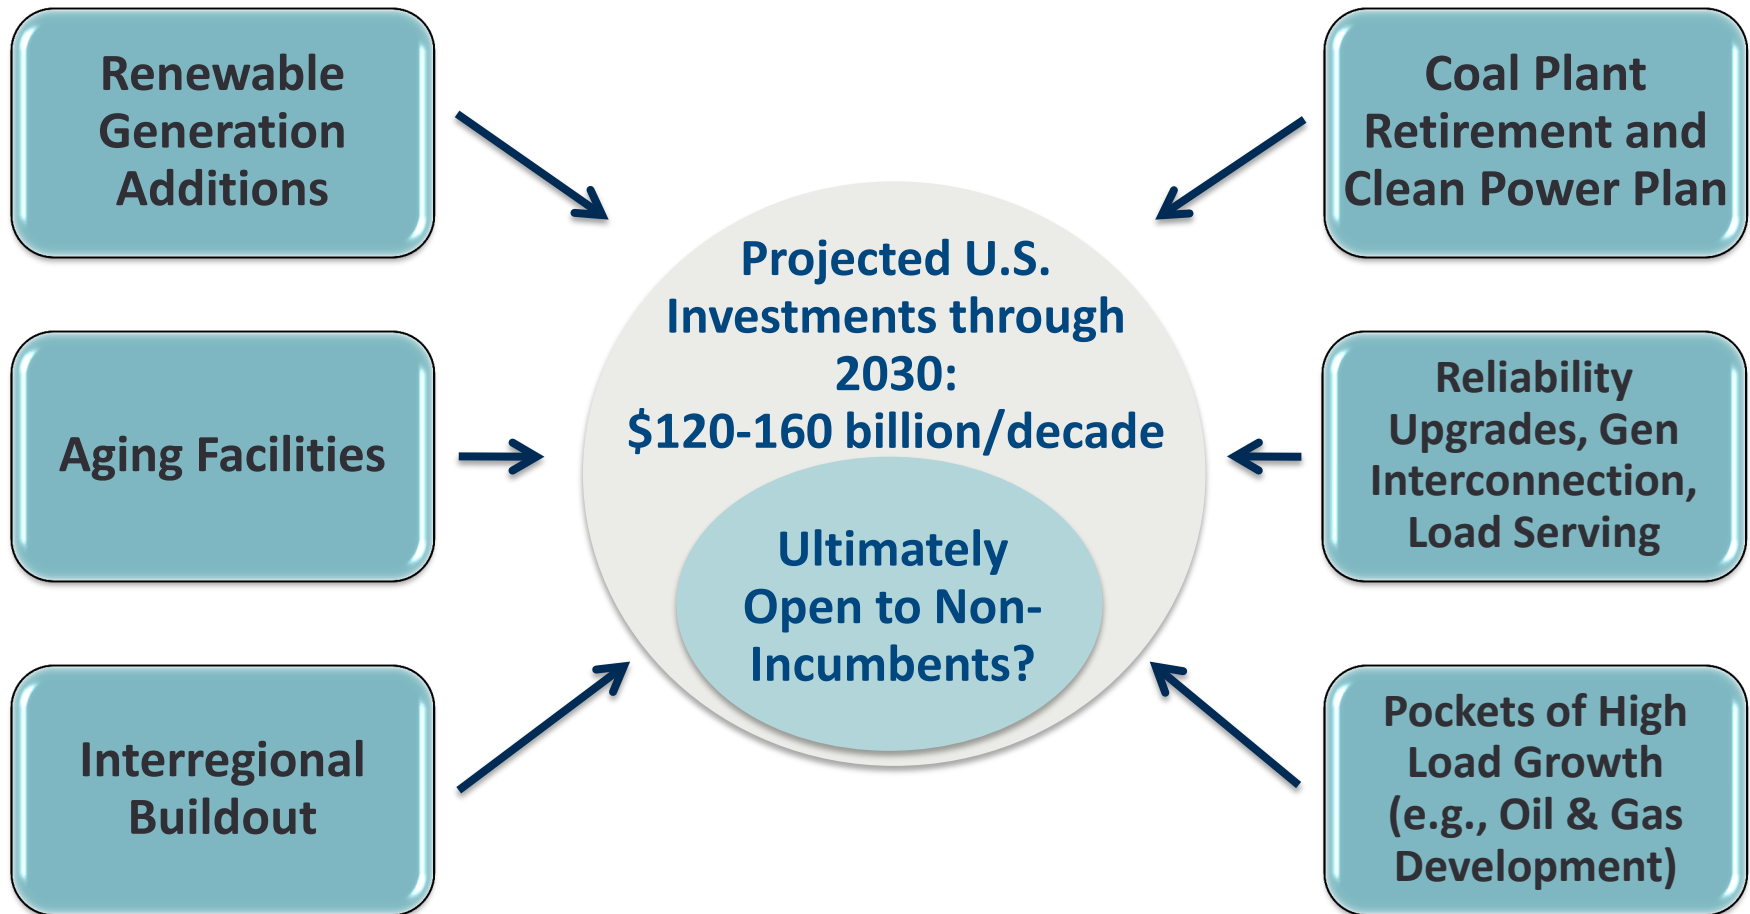 Renewable
Generation
Additions
Aging Facilities
Interregional
Buildout
Projected U.S.
Investments through
2030:
$120-160 billion/decade
Ultimately
Open to Non-
Incumbents?
Coal Plant
Retirement and
Clean Power Plan
Reliability
Upgrades, Gen
Interconnection,
Load Serving
Pockets of High
Load Growth
(e.g., Oil & Gas
Development)